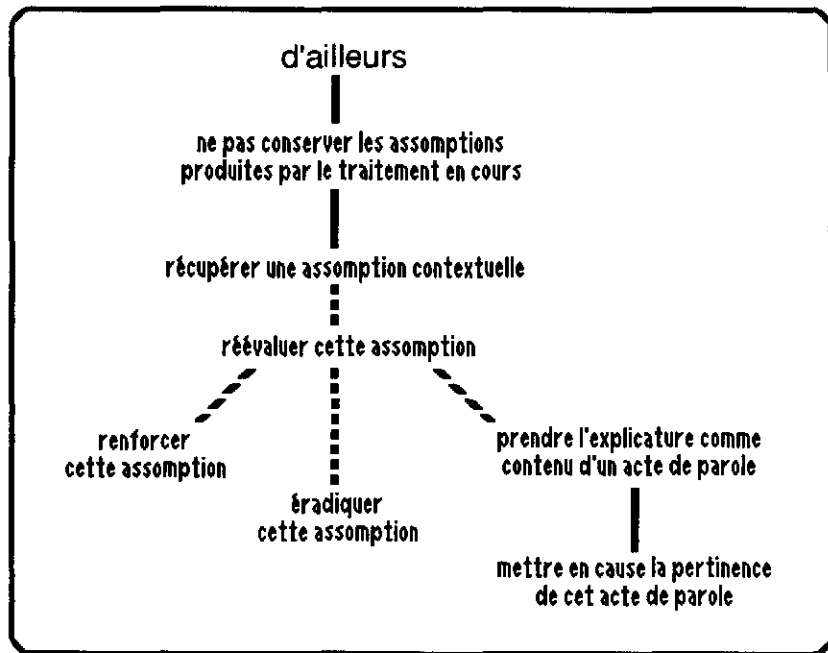 d'ailleurs
ne pas conserver les assomptions
produites par le traitement en cours
récupérer une assomption contextuelle
réévaluer cette assomption
renforcer
cette assomption
prendre l'explicature comme
contenu d'un acte de parole
éradiquer
cette assomption
mettre en cause la pertinence
de cet acte de parole